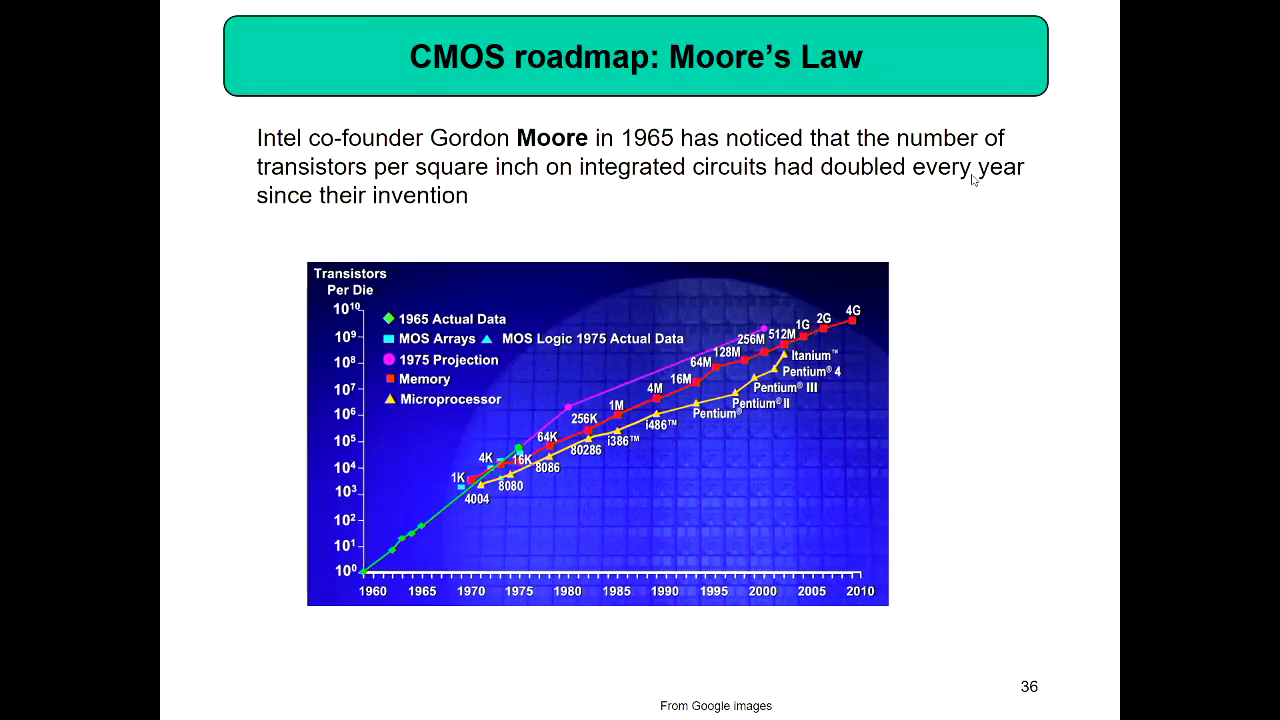 CMOS roadmap: Moore's Law
Intel co-founder Gordon Moore in 1965 has noticed that the number of
transistors per square inch on integrated circuits had doubled every year
since their invention
Transistors
Per Die
10¹⁰
10⁹
10⁸
10⁷
10⁶
10⁵
10⁴
10³
10²
10¹
10⁰
1965 Actual Data
MOS Arrays MOS Logic 1975 Actual Data
1975 Projection
Memory
Microprocessor
1K
4K
16K
64K
256K
1M
4M
16M
64M
128M
256M
512M
1G
2G
4G
4004
8080
8086
80286
i386™
i486™
Pentium®
Pentium® II
Pentium® III
Pentium® 4
Itanium™
1960 1965 1970 1975 1980 1985 1990 1995 2000 2005 2010
36
From Google images